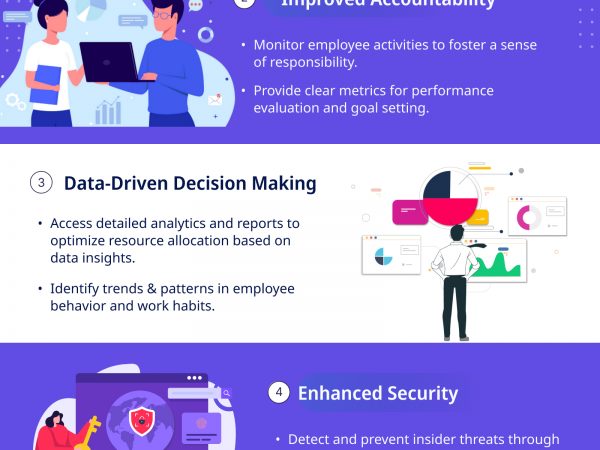 2 Improved Accountability
• Monitor employee activities to foster a sense
of responsibility.
• Provide clear metrics for performance
evaluation and goal setting.
3 Data-Driven Decision Making
• Access detailed analytics and reports to
optimize resource allocation based on
data insights.
• Identify trends & patterns in employee
behavior and work habits.
4 Enhanced Security
• Detect and prevent insider threats through